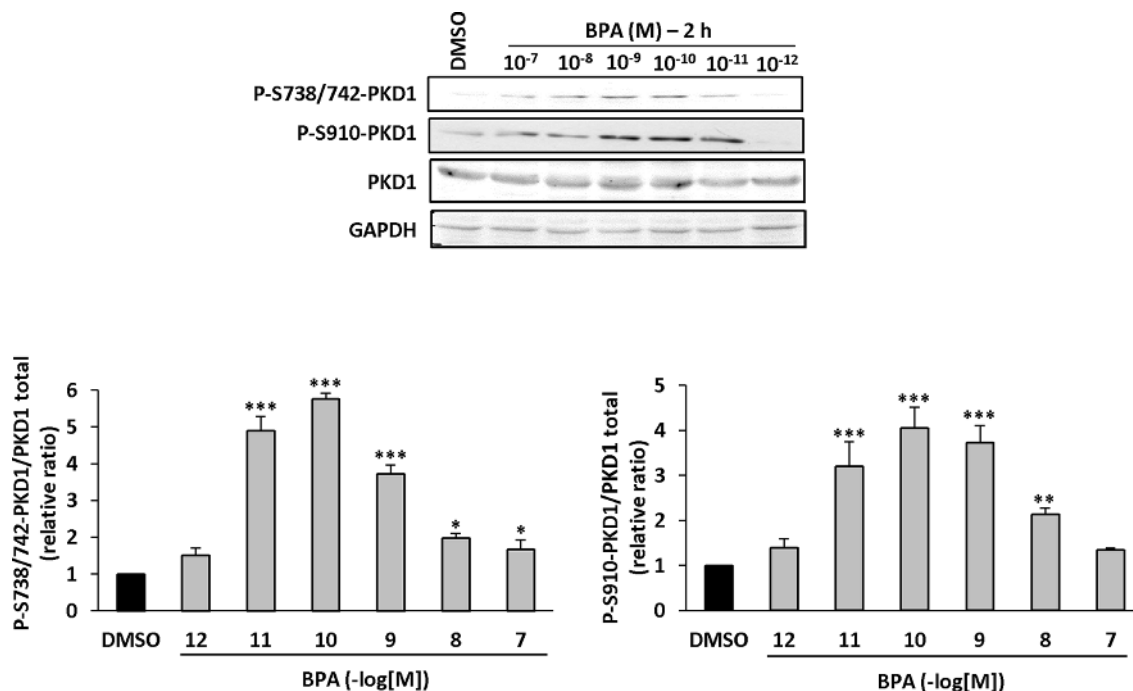 DMSO
BPA (M) – 2 h
10⁻⁷ 10⁻⁸ 10⁻⁹ 10⁻¹⁰ 10⁻¹¹ 10⁻¹²
P-S738/742-PKD1
P-S910-PKD1
PKD1
GAPDH
P-S738/742-PKD1/PKD1 total
(relative ratio)
6
5
4
3
2
1
0
*** *** *** * *
DMSO 12 11 10 9 8 7
BPA (-log[M])
P-S910-PKD1/PKD1 total
(relative ratio)
5
4
3
2
1
0
*** *** *** **
DMSO 12 11 10 9 8 7
BPA (-log[M])